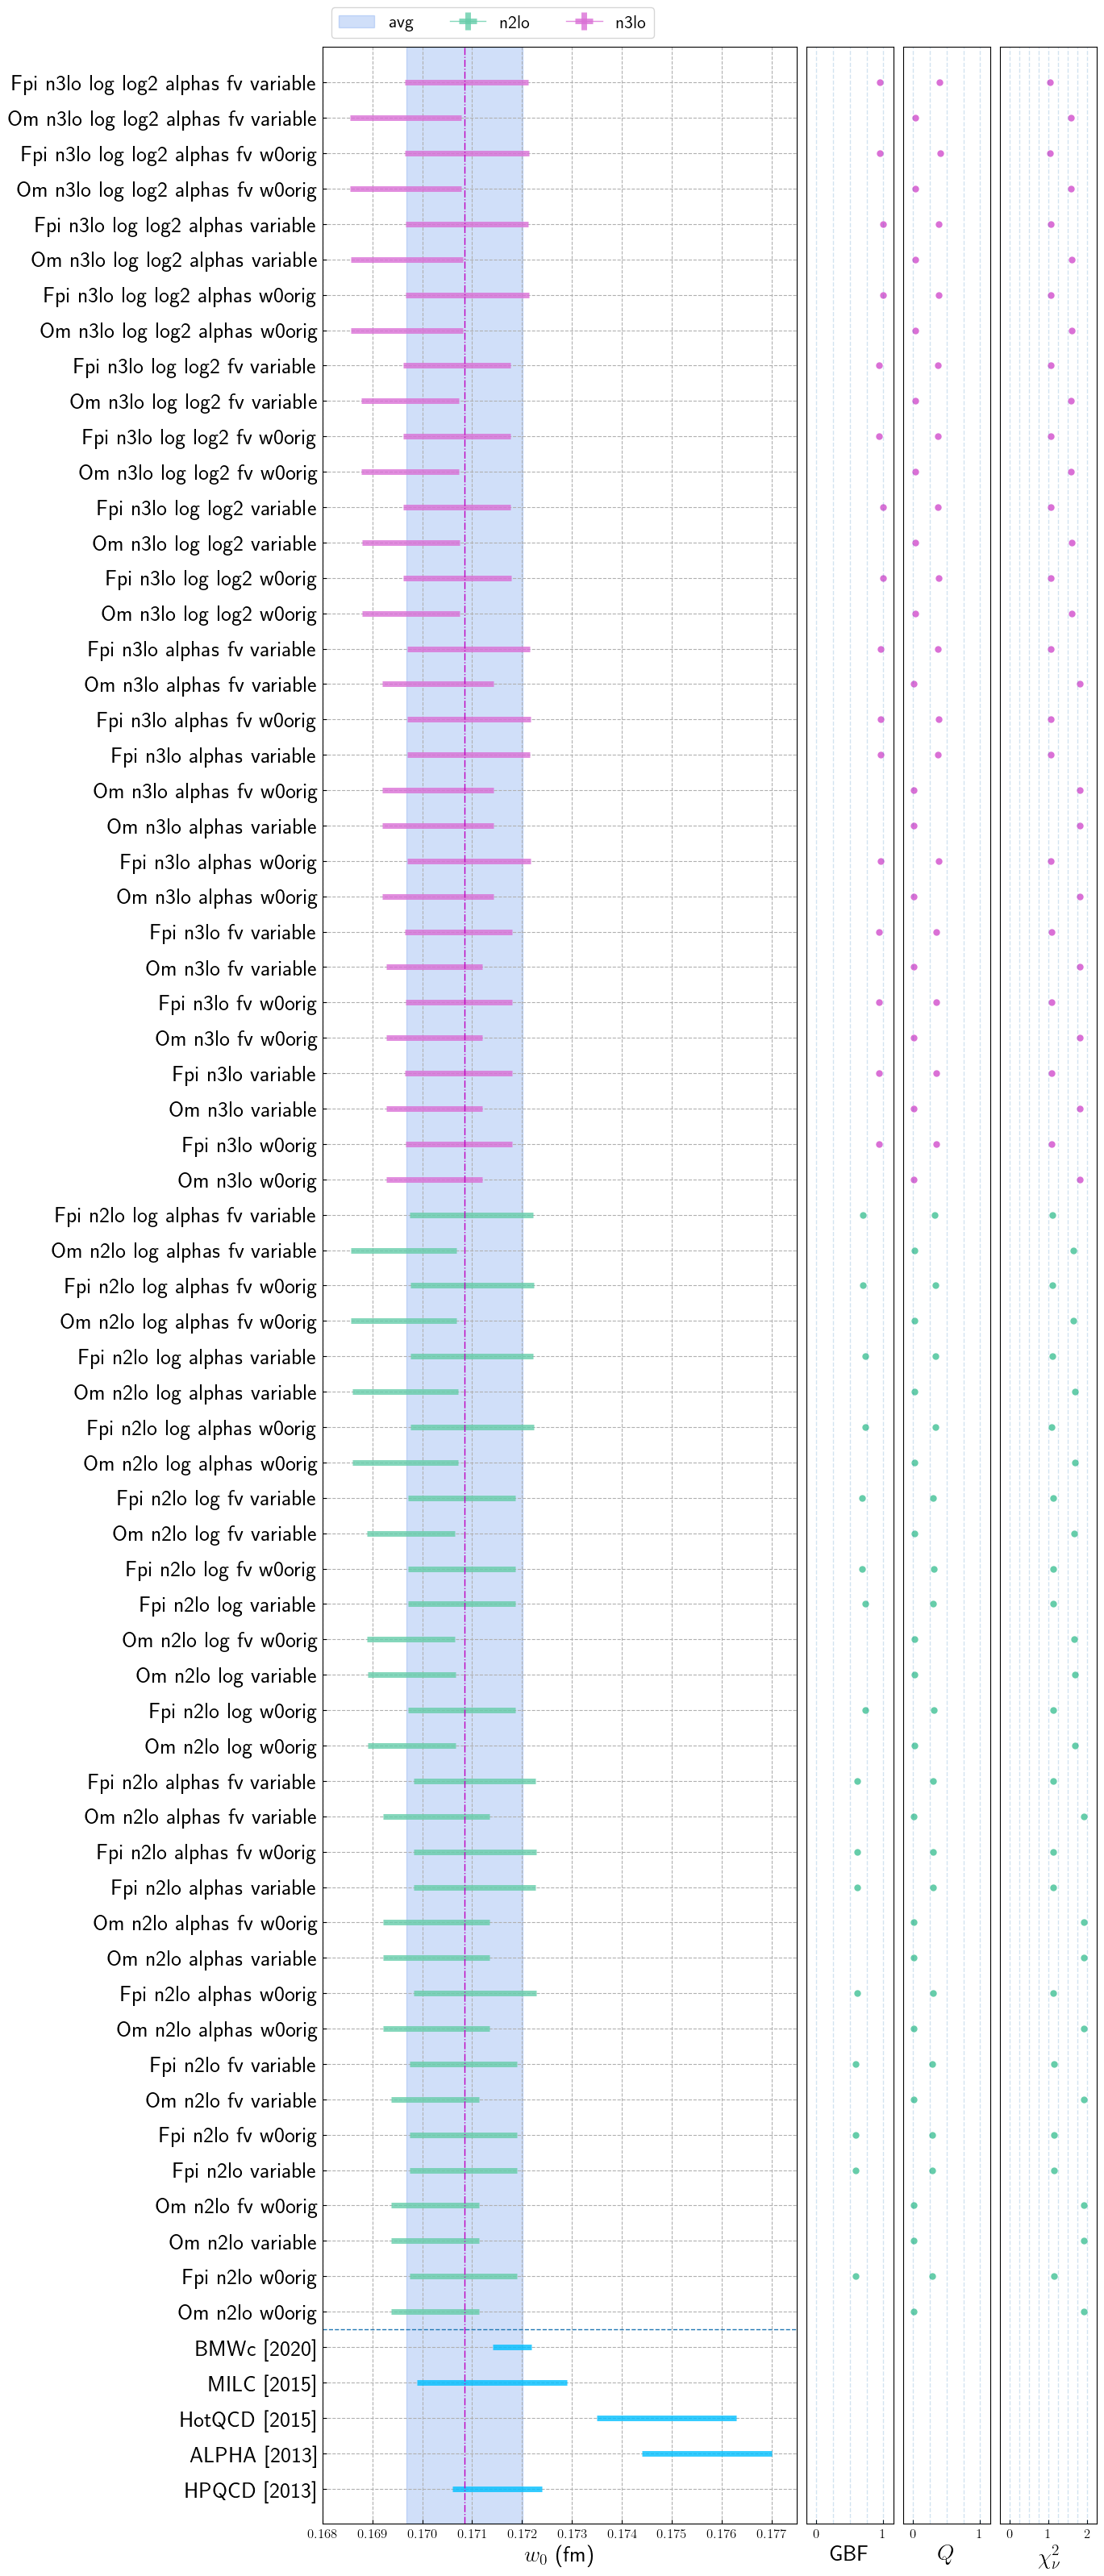 avg n2lo n3lo
Fpi n3lo log log2 alphas fv variable
Om n3lo log log2 alphas fv variable
Fpi n3lo log log2 alphas fv w0orig
Om n3lo log log2 alphas fv w0orig
Fpi n3lo log log2 alphas variable
Om n3lo log log2 alphas variable
Fpi n3lo log log2 alphas w0orig
Om n3lo log log2 alphas w0orig
Fpi n3lo log log2 fv variable
Om n3lo log log2 fv variable
Fpi n3lo log log2 fv w0orig
Om n3lo log log2 fv w0orig
Fpi n3lo log log2 variable
Om n3lo log log2 variable
Fpi n3lo log log2 w0orig
Om n3lo log log2 w0orig
Fpi n3lo alphas fv variable
Om n3lo alphas fv variable
Fpi n3lo alphas fv w0orig
Fpi n3lo alphas variable
Om n3lo alphas fv w0orig
Om n3lo alphas variable
Fpi n3lo alphas w0orig
Om n3lo alphas w0orig
Fpi n3lo fv variable
Om n3lo fv variable
Fpi n3lo fv w0orig
Om n3lo fv w0orig
Fpi n3lo variable
Om n3lo variable
Fpi n3lo w0orig
Om n3lo w0orig
Fpi n2lo log alphas fv variable
Om n2lo log alphas fv variable
Fpi n2lo log alphas fv w0orig
Om n2lo log alphas fv w0orig
Fpi n2lo log alphas variable
Om n2lo log alphas variable
Fpi n2lo log alphas w0orig
Om n2lo log alphas w0orig
Fpi n2lo log fv variable
Om n2lo log fv variable
Fpi n2lo log fv w0orig
Fpi n2lo log variable
Om n2lo log fv w0orig
Om n2lo log variable
Fpi n2lo log w0orig
Om n2lo log w0orig
Fpi n2lo alphas fv variable
Om n2lo alphas fv variable
Fpi n2lo alphas fv w0orig
Fpi n2lo alphas variable
Om n2lo alphas fv w0orig
Om n2lo alphas variable
Fpi n2lo alphas w0orig
Om n2lo alphas w0orig
Fpi n2lo fv variable
Om n2lo fv variable
Fpi n2lo fv w0orig
Fpi n2lo variable
Om n2lo fv w0orig
Om n2lo variable
Fpi n2lo w0orig
Om n2lo w0orig
BMWc [2020]
MILC [2015]
HotQCD [2015]
ALPHA [2013]
HPQCD [2013]
0.168 0.169 0.170 0.171 0.172 0.173 0.174 0.175 0.176 0.177 0 1 0 1 0 1 2
w₀ (fm) GBF Q χ²ᵥ